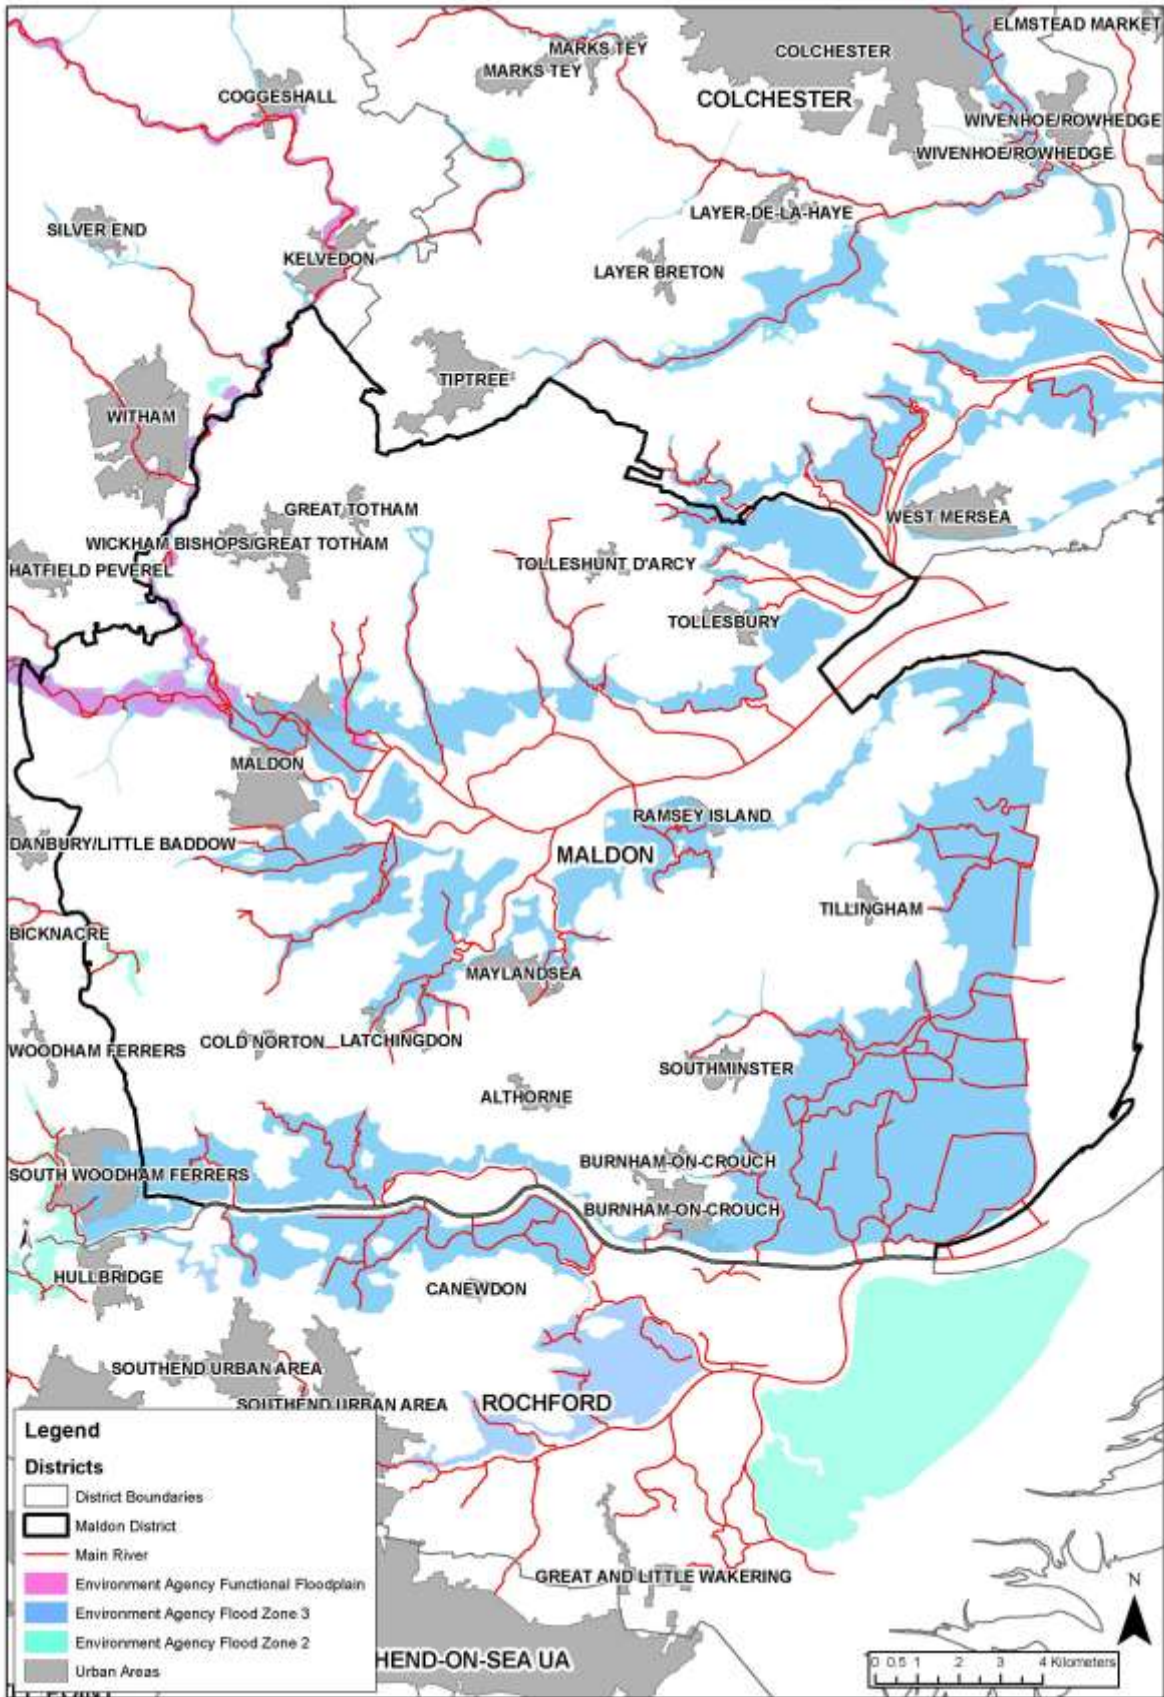 ELMSTEAD MARKET
MARKS TEY
COLCHESTER
MARKS TEY
COGGESHALL
COLCHESTER
WIVENHOE/ROWHEDGE
WIVENHOE/ROWHEDGE
LAYER-DE-LA-HAYE
SILVER END
KELVEDON
LAYER BRETON
TIPTREE
WITHAM
GREAT TOTHAM
WEST MERSEA
WICKHAM BISHOPS/GREAT TOTHAM
TOLLESHUNT D'ARCY
HATFIELD PEVEREL
TOLLESBURY
MALDON
RAMSEY ISLAND
DANBURY/LITTLE BADDOW
MALDON
TILLINGHAM
BICKNACRE
MAYLANDSEA
COLD NORTON
LATCHINGDON
WOODHAM FERRERS
SOUTHMINSTER
ALTHORNE
BURNHAM-ON-CROUCH
SOUTH WOODHAM FERRERS
BURNHAM-ON-CROUCH
HULLBRIDGE
CANEWDON
SOUTHEND URBAN AREA
SOUTHEND URBAN AREA
ROCHFORD
GREAT AND LITTLE WAKERING
HEND-ON-SEA UA
Legend
Districts
District Boundaries
Maldon District
Main River
Environment Agency Functional Floodplain
Environment Agency Flood Zone 3
Environment Agency Flood Zone 2
Urban Areas
N
0 0.5 1 2 3 4 Kilometers